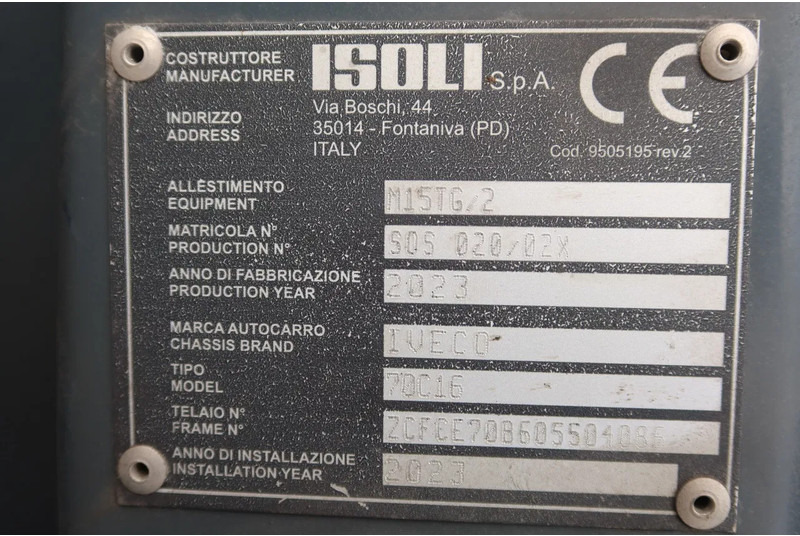 COSTRUTTORE
MANUFACTURER
ISOLI S.p.A.
CE
INDIRIZZO
ADDRESS
Via Boschi, 44
35014 - Fontaniva (PD)
ITALY
Cod. 9505195 rev.2
ALLESTIMENTO
EQUIPMENT
M15TG/2
MATRICOLA N°
PRODUCTION N°
SOS 020/02X
ANNO DI FABBRICAZIONE
PRODUCTION YEAR
2023
MARCA AUTOCARRO
CHASSIS BRAND
IVECO
TIPO
MODEL
70C16
TELAIO N°
FRAME N°
ANNO DI INSTALLAZIONE
INSTALLATION YEAR
2023